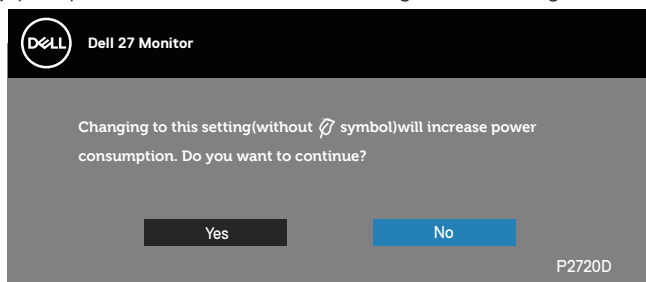 DELL
Dell 27 Monitor
Changing to this setting(without symbol)will increase power
consumption. Do you want to continue?
Yes
No
P2720D